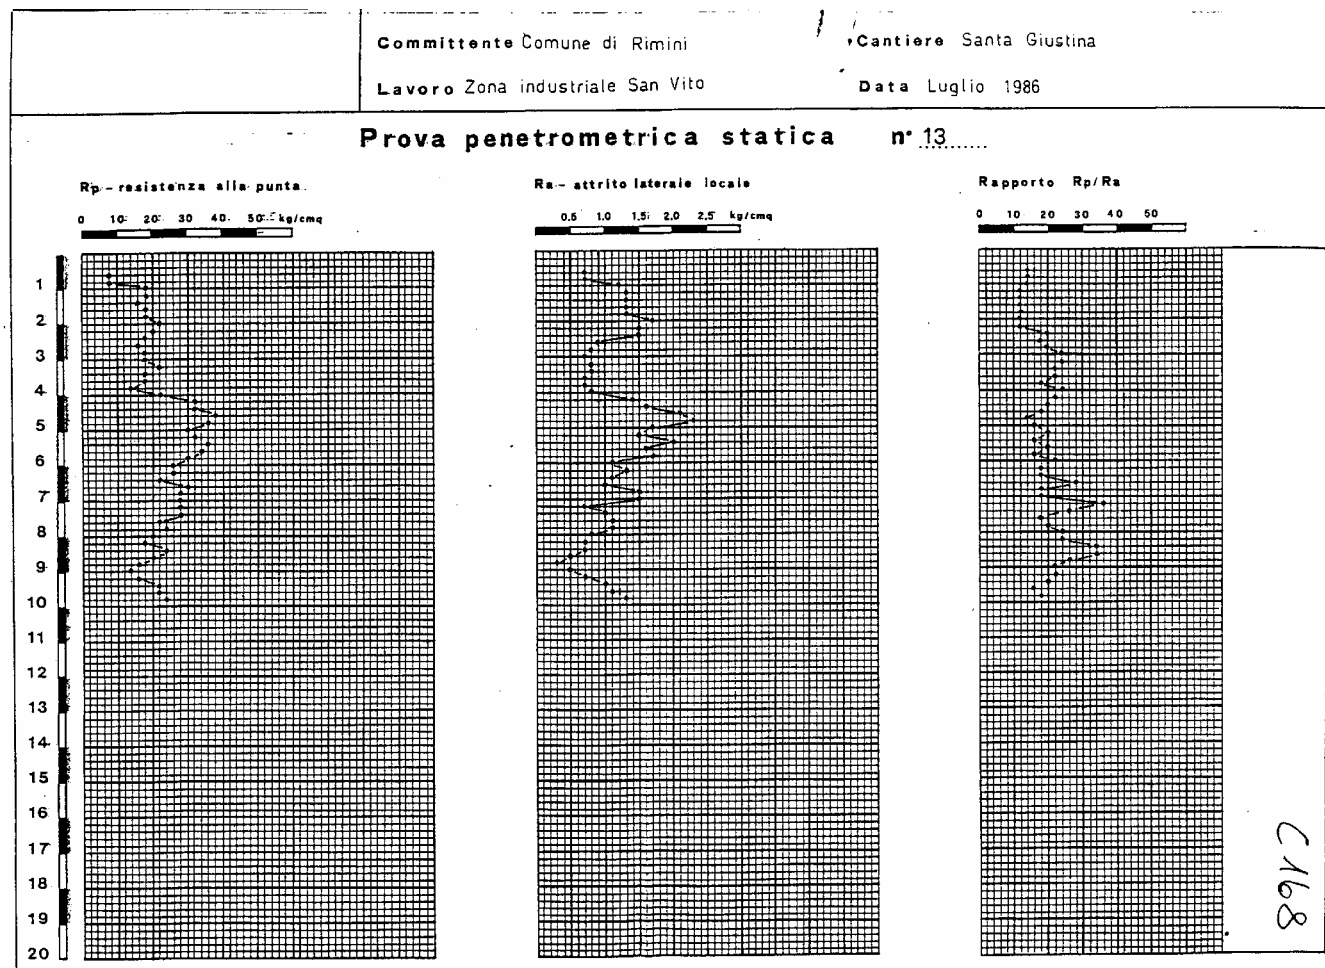 Committente Comune di Rimini
Cantiere Santa Giustina
Lavoro Zona industriale San Vito
Data Luglio 1986
Prova penetrometrica statica n° 13
Rp - resistenza alla punta
Ra - attrito laterale locale
Rapporto Rp/Ra
0 10 20 30 40 50 kg/cmq
0.5 1.0 1.5 2.0 2.5 kg/cmq
0 10 20 30 40 50
1
2
3
4
5
6
7
8
9
10
11
12
13
14
15
16
17
18
19
20
C168